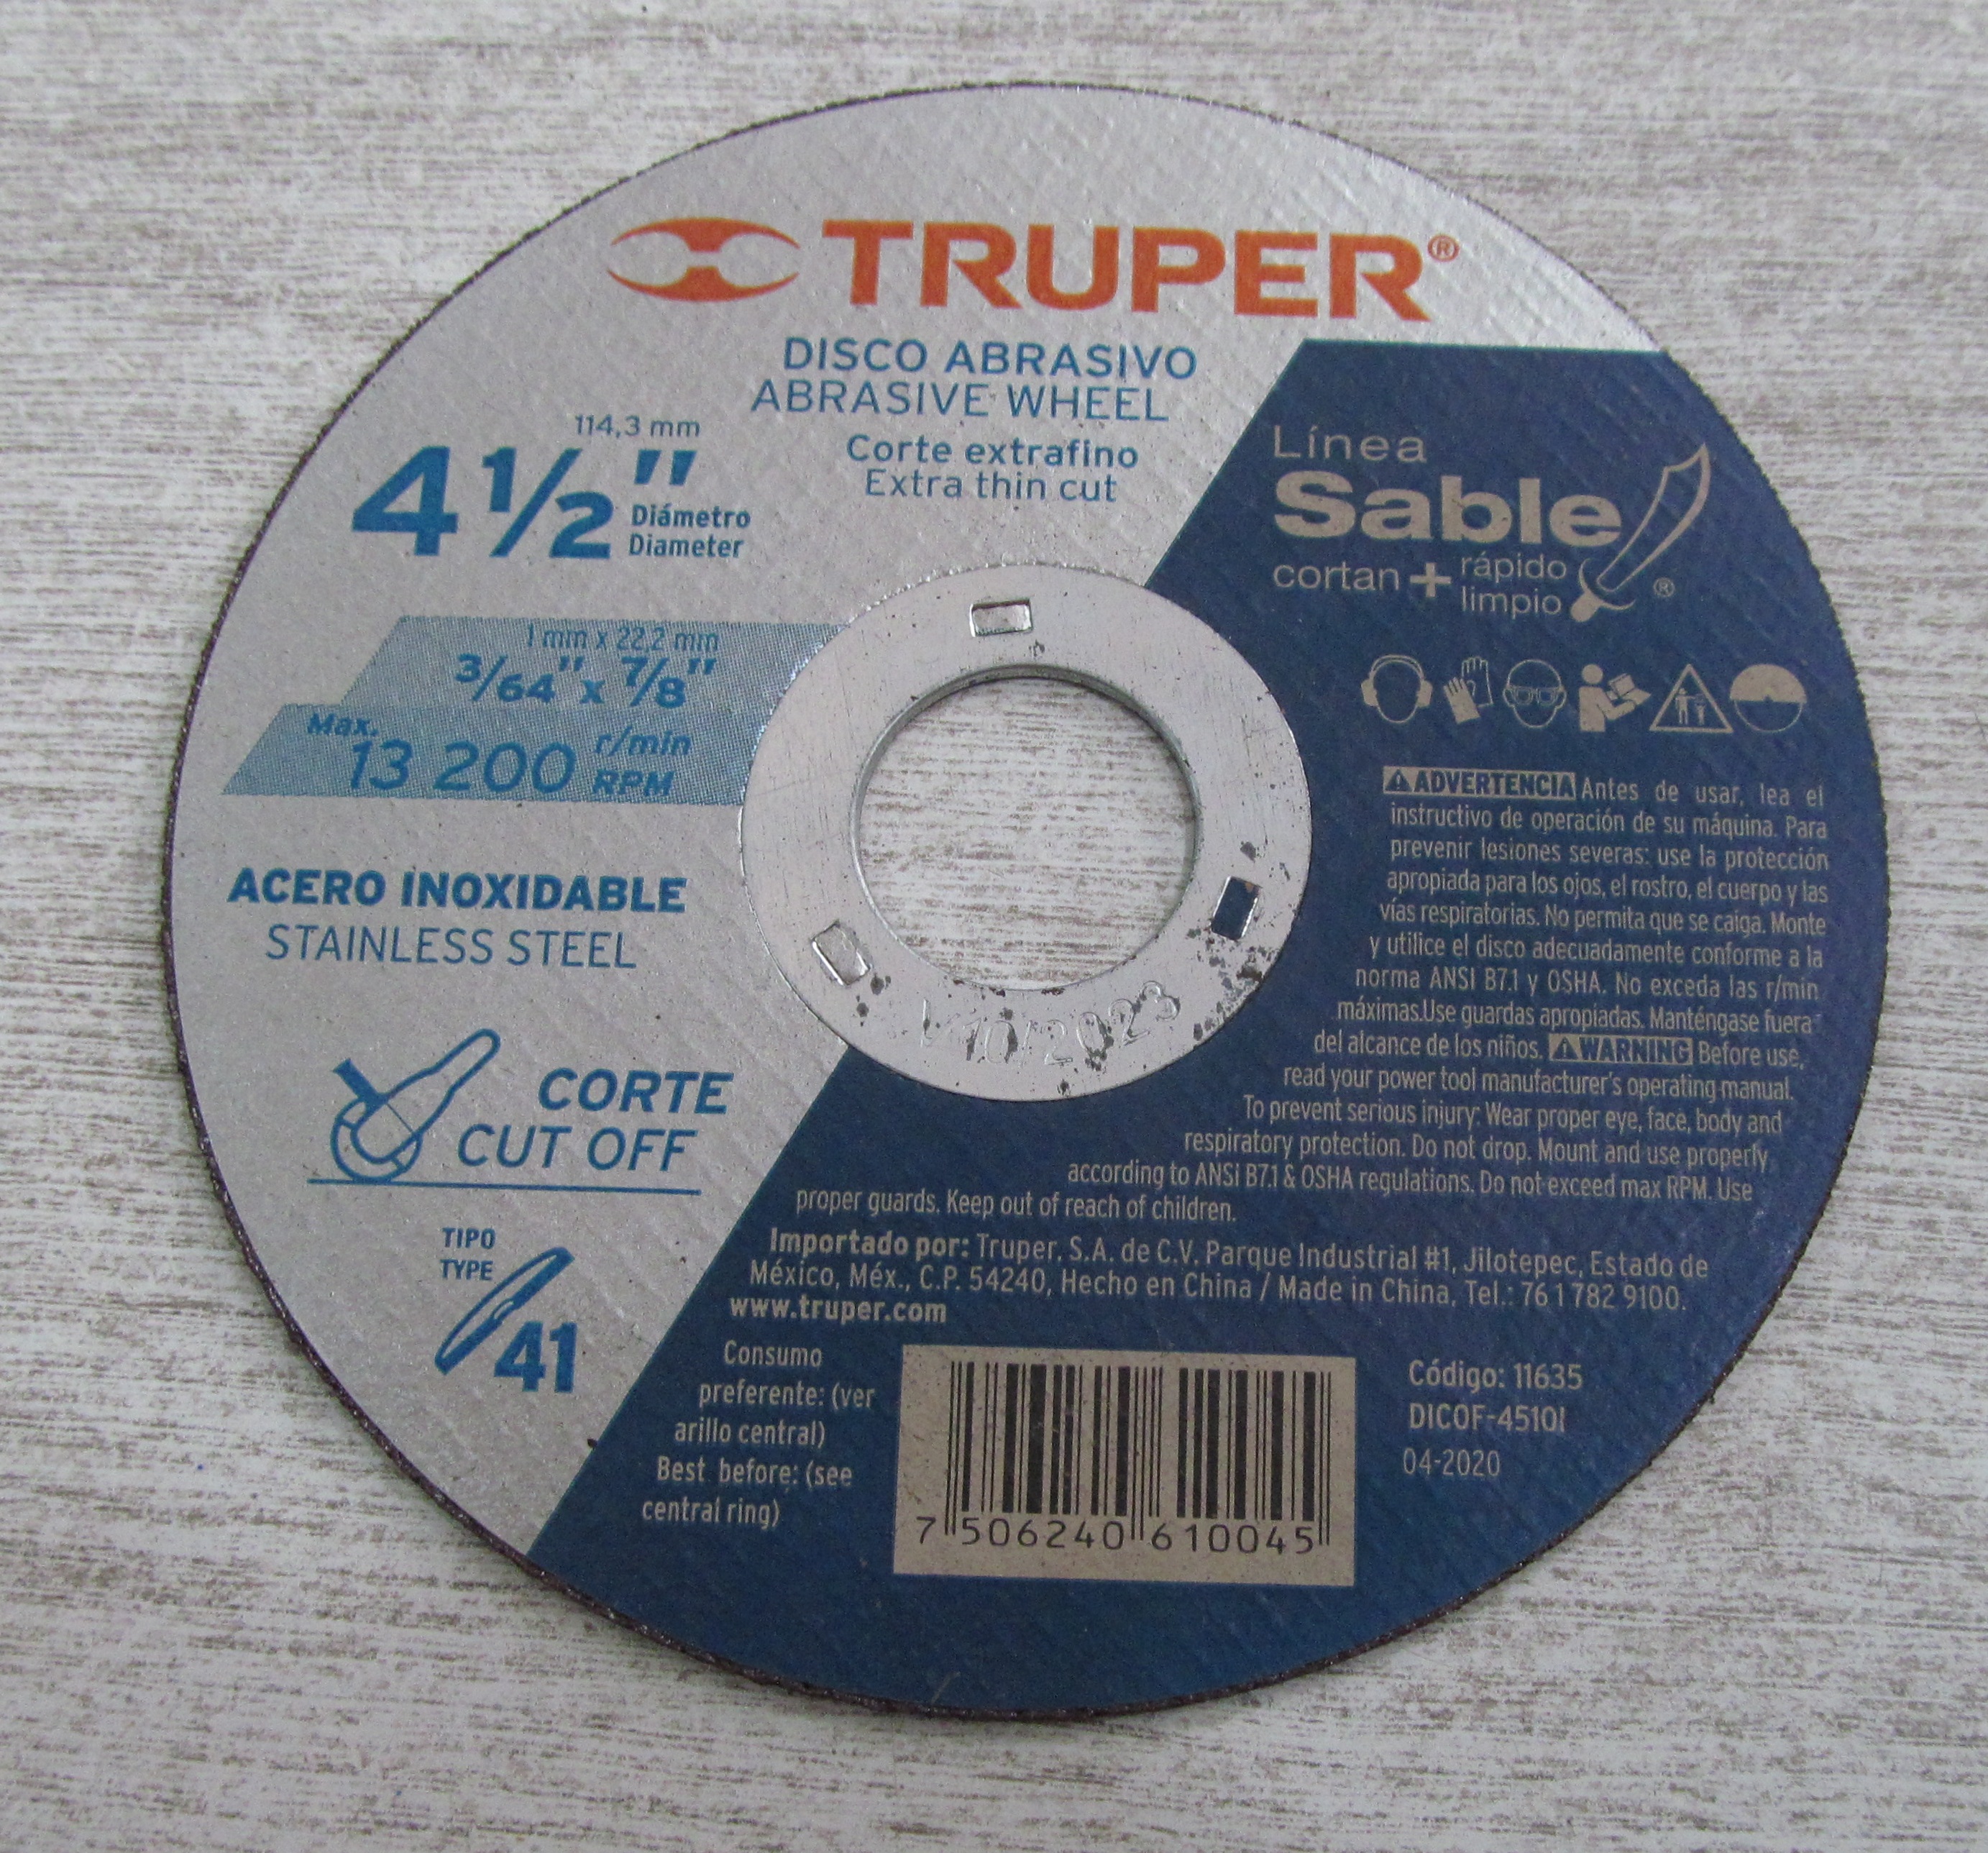 TRUPER®
DISCO ABRASIVO
ABRASIVE WHEEL
Corte extrafino
Extra thin cut
114,3 mm
4 1/2"
Diámetro
Diameter
1 mm x 22,2 mm
3/64" x 7/8"
Max.
13 200 r/min
RPM
ACERO INOXIDABLE
STAINLESS STEEL
CORTE
CUT OFF
TIPO
TYPE
41
Línea
Sable
cortan + rápido
limpio ®
⚠ ADVERTENCIA Antes de usar, lea el
instructivo de operación de su máquina. Para
prevenir lesiones severas: use la protección
apropiada para los ojos, el rostro, el cuerpo y las
vías respiratorias. No permita que se caiga. Monte
y utilice el disco adecuadamente conforme a la
norma ANSI B7.1 y OSHA. No exceda las r/min
máximas.Use guardas apropiadas. Manténgase fuera
del alcance de los niños. ⚠ WARNING Before use,
read your power tool manufacturer's operating manual.
To prevent serious injury: Wear proper eye, face, body and
respiratory protection. Do not drop. Mount and use properly
according to ANSI B7.1 & OSHA regulations. Do not exceed max RPM. Use
proper guards. Keep out of reach of children.
Importado por: Truper, S.A. de C.V. Parque Industrial #1, Jilotepec, Estado de
México, Méx., C.P. 54240, Hecho en China / Made in China, Tel.: 76 1 782 9100.
www.truper.com
Consumo
preferente: (ver
arillo central)
Best before: (see
central ring)
7 506240 610045
Código: 11635
DICOF-4510I
04-2020
V 10/2023